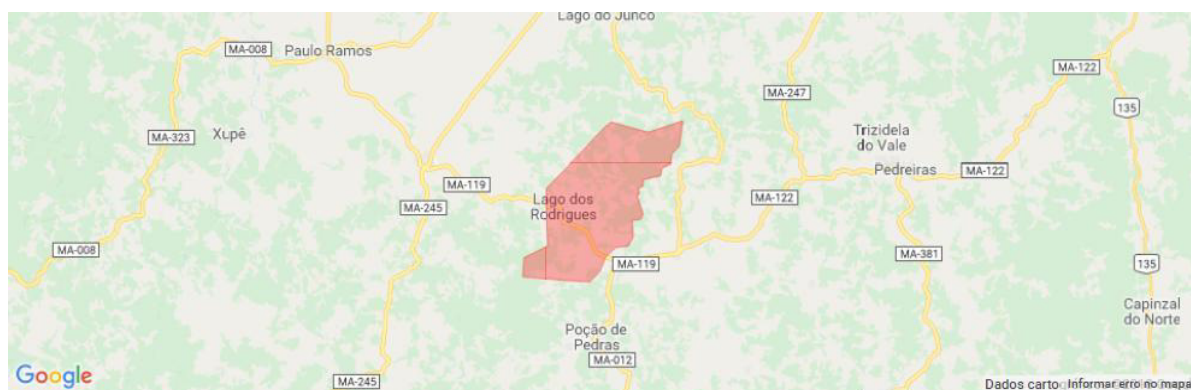 Lago do Junco
MA-008
Paulo Ramos
MA-122
MA-247
135
MA-323
Xupê
Trizidela
do Vale
Pedreiras
MA-122
MA-119
MA-122
Lago dos
Rodrigues
MA-245
MA-008
MA-119
MA-381
135
Capinzal
do Norte
Poção de
Pedras
MA-012
MA-245
Google
Dados carto
Informar erro no mapa